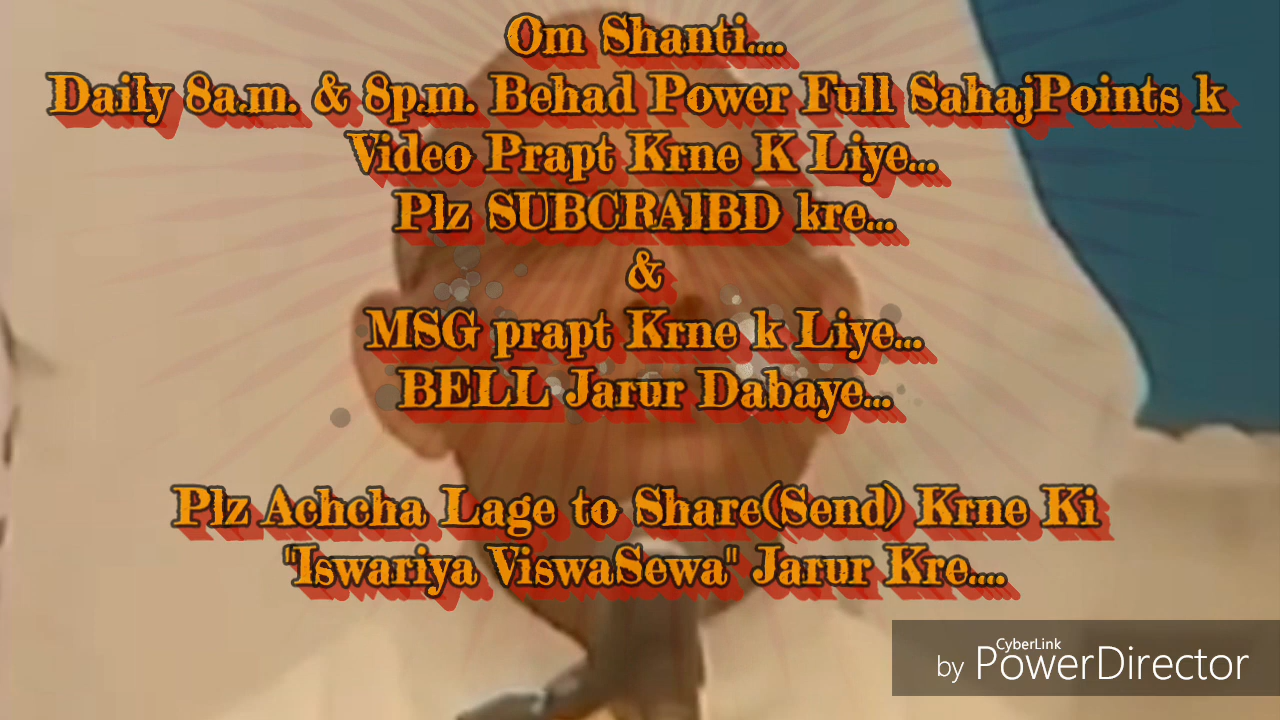 Om Shanti....
Daily 8a.m. & 8p.m. Behad Power Full SahajPoints k
Video Prapt Krne K Liye...
Plz SUBCRAIBD kre...
&
MSG prapt Krne k Liye...
BELL Jarur Dabaye...
Plz Achcha Lage to Share(Send) Krne Ki
"Iswariya ViswaSewa" Jarur Kre....
by CyberLink PowerDirector